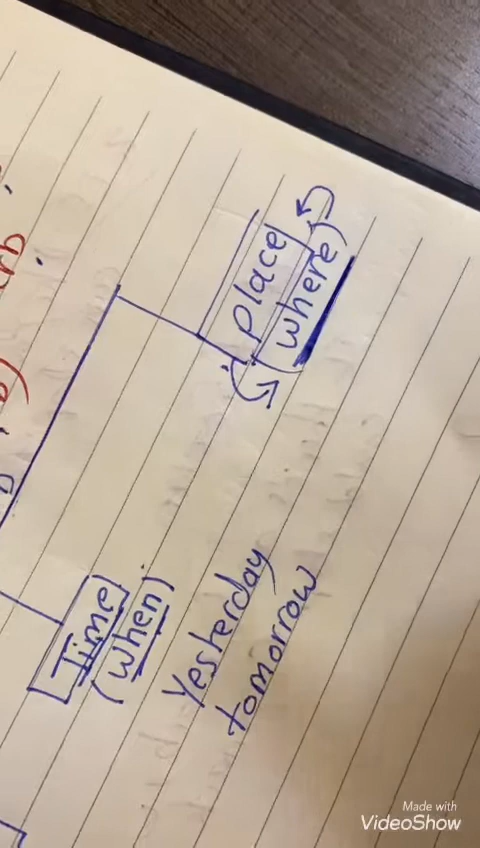 place
(where)
Time
(when)
Yesterday
tomorrow
Made with
VideoShow